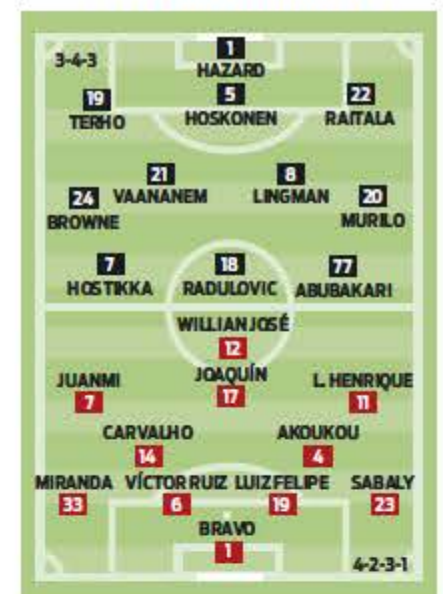 1
3-4-3
HAZARD
19 5 22
TERHO HOSKONEN RAITALA
21 8
24 VAANANEM LINGMAN 20
BROWNE MURILO
7 18 77
HOSTIKKA RADULOVIC ABUBAKARI
WILLIAN JOSÉ
12
JUANMI JOAQUÍN L. HENRIQUE
7 17 11
CARVALHO AKOUKOU
14 4
MIRANDA VÍCTOR RUIZ LUIZ FELIPE SABALY
33 6 19 23
BRAVO
1
4-2-3-1